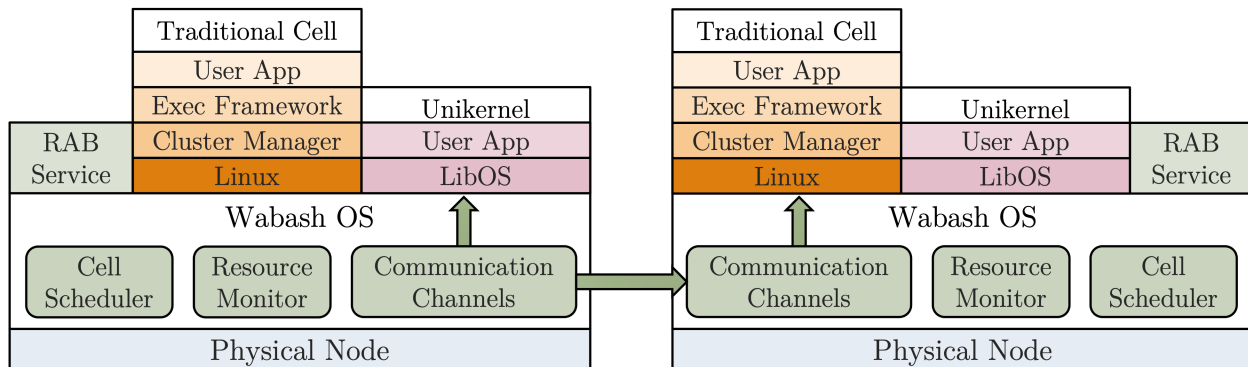 Traditional Cell
User App
Exec Framework
Cluster Manager
Linux
Unikernel
User App
LibOS
RAB
Service
Wabash OS
Cell
Scheduler
Resource
Monitor
Communication
Channels
Physical Node
Traditional Cell
User App
Exec Framework
Cluster Manager
Linux
Unikernel
User App
LibOS
RAB
Service
Wabash OS
Communication
Channels
Resource
Monitor
Cell
Scheduler
Physical Node